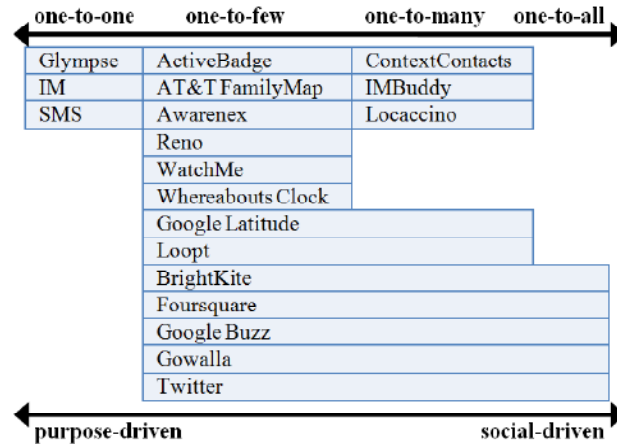 one-to-one one-to-few one-to-many one-to-all
Glympse ActiveBadge ContextContacts
IM AT&T FamilyMap IMBuddy
SMS Awarenex Locaccino
Reno
WatchMe
Whereabouts Clock
Google Latitude
Loopt
BrightKite
Foursquare
Google Buzz
Gowalla
Twitter
purpose-driven social-driven